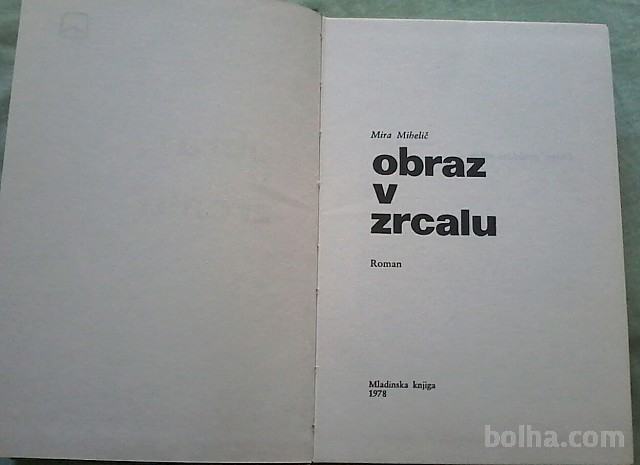 Mira Mihelič
obraz
v
zrcalu
Roman
Mladinska knjiga
1978
bolha.com